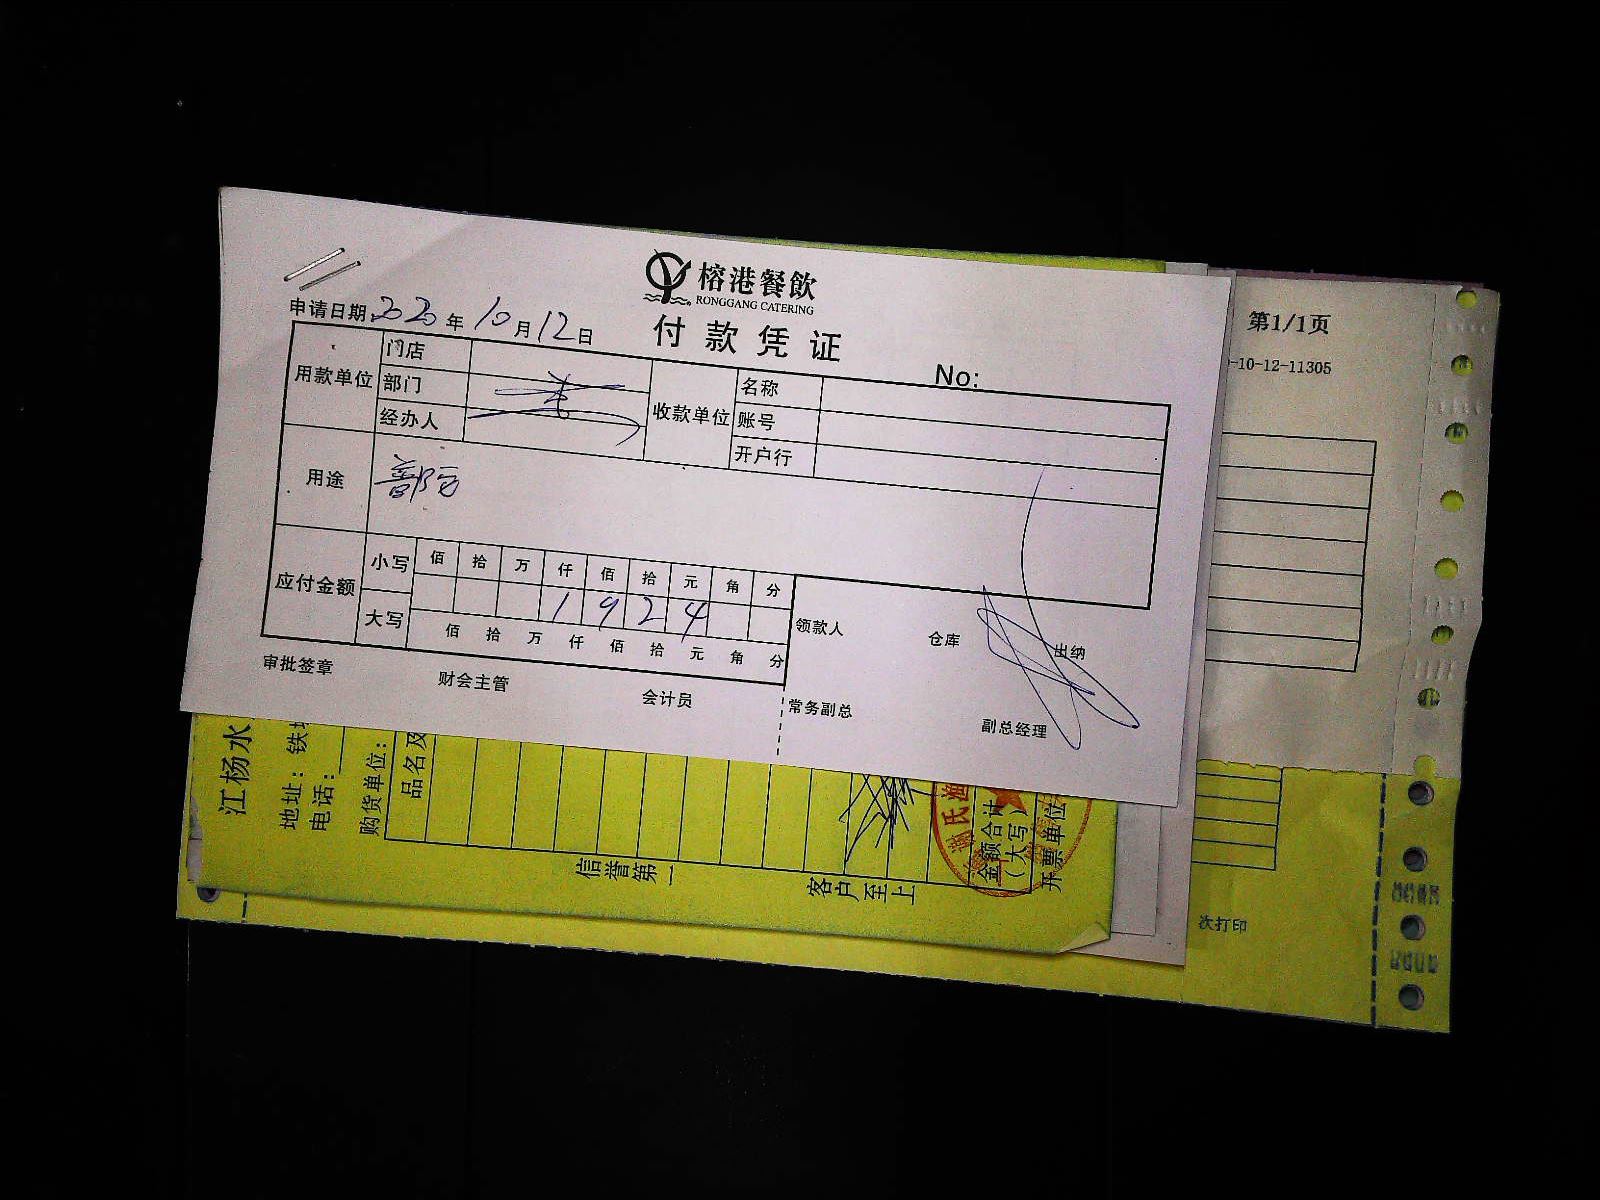 榕港餐飲
RONGGANG CATERING
付款凭证
申请日期 2020 年 10 月 12 日
No:
用款单位 门店
部门
经办人
收款单位 名称
账号
开户行
用途
应付金额 小写 佰 拾 万 仟 佰 拾 元 角 分
1 9 2 4
大写 佰 拾 万 仟 佰 拾 元 角 分
领款人 仓库 出纳
审批签章 财会主管 会计员 常务副总 副总经理
第1/1页
-10-12-11305
次打印
江杨水
地址: 铁
电话:
购货单位:
品名及
信誉第一
客户至上
金额合计
(大写)
开票单位